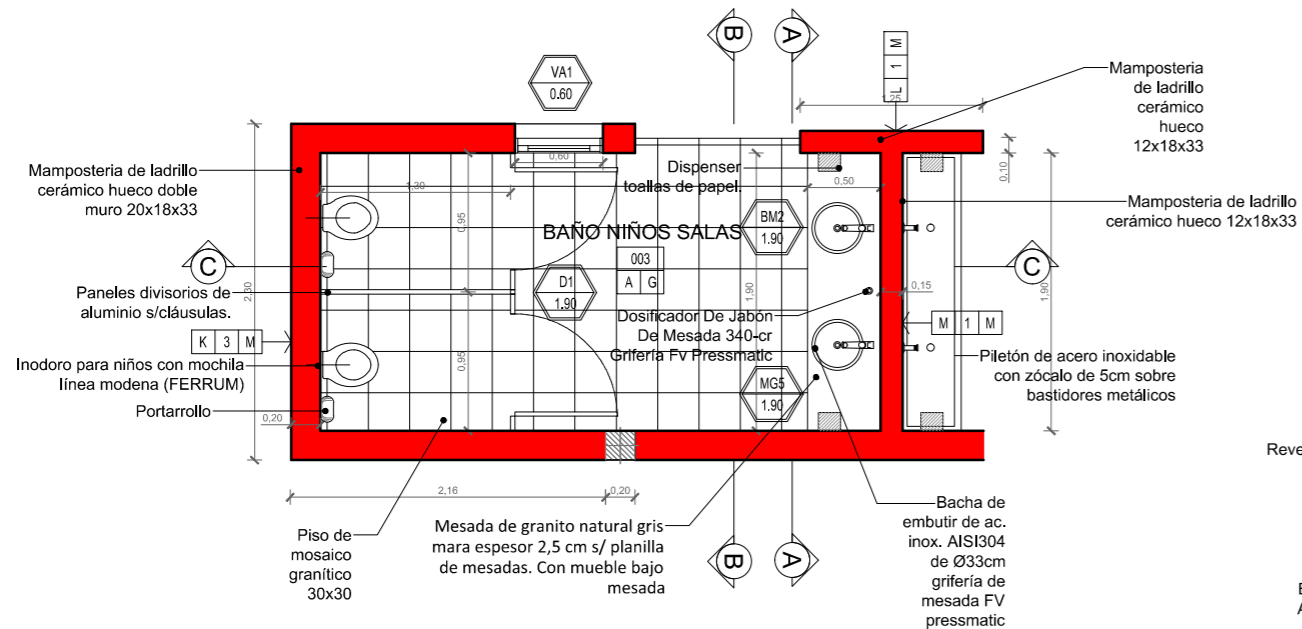 B
A
M
1
L
VA1
0.60
1,25
Mamposteria
de ladrillo
cerámico
hueco
12x18x33
0,10
Mamposteria de ladrillo
cerámico hueco doble
muro 20x18x33
0,60
Dispenser
toallas de papel.
0,50
1,30
0,95
BM2
1.90
BAÑO NIÑOS SALAS
003
A G
Mamposteria de ladrillo
cerámico hueco 12x18x33
C
C
2,30
Paneles divisorios de
aluminio s/cláusulas.
D1
1.90
1,90
0,15
1,90
Dosificador De Jabón
De Mesada 340-cr
Grifería Fv Pressmatic
K 3 M
M 1 M
Inodoro para niños con mochila
línea modena (FERRUM)
0,95
Piletón de acero inoxidable
con zócalo de 5cm sobre
bastidores metálicos
MG5
1.90
Portarrollo
0,20
Reve
2,16
0,20
Piso de
mosaico
granítico
30x30
Mesada de granito natural gris
mara espesor 2,5 cm s/ planilla
de mesadas. Con mueble bajo
mesada
Bacha de
embutir de ac.
inox. AISI304
de Ø33cm
grifería de
mesada FV
pressmatic
B
A